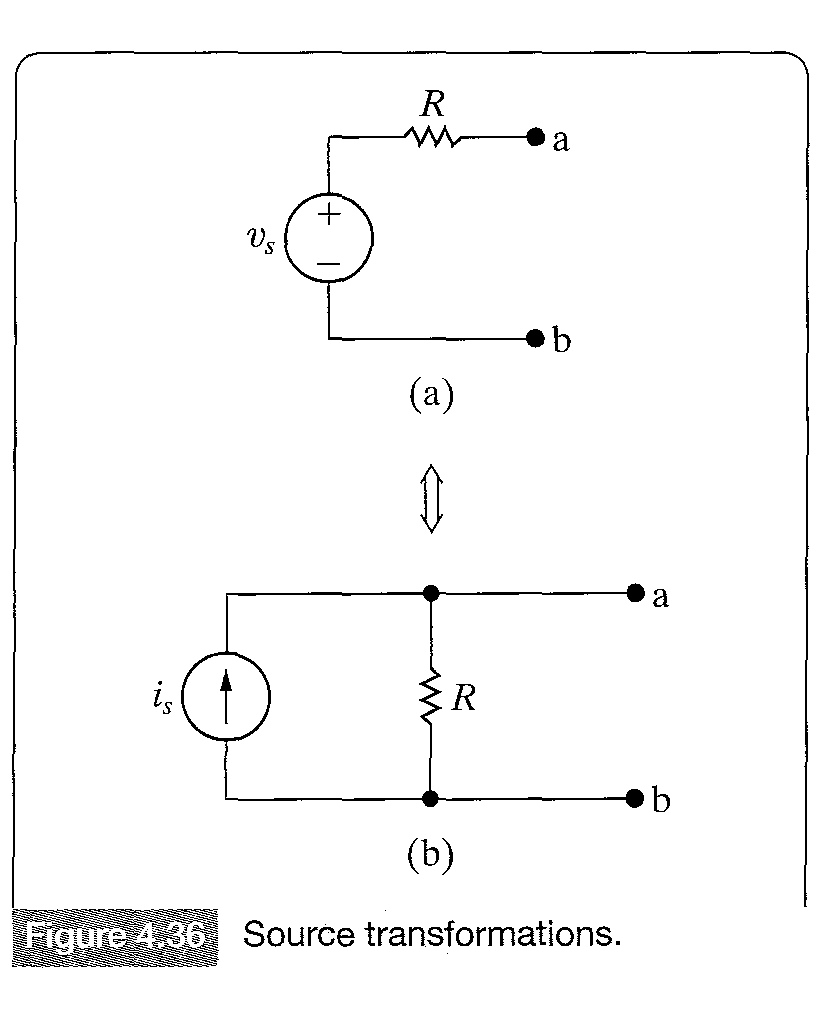 R
a
+
v_s
−
b
(a)
a
i_s
R
b
(b)
Figure 4.36 Source transformations.